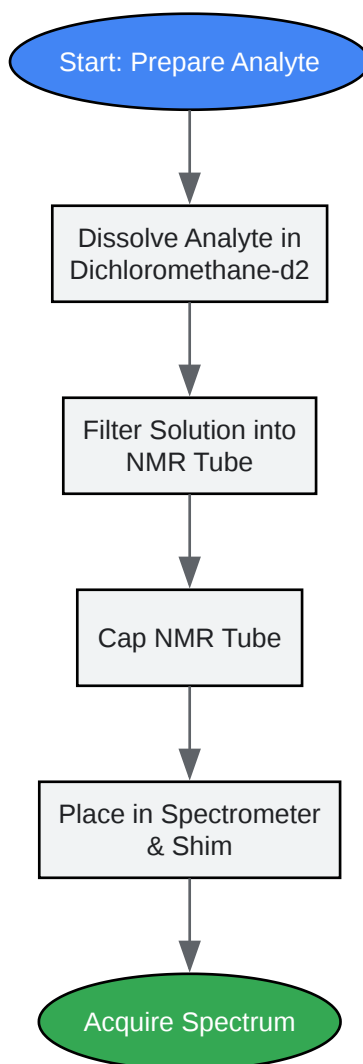 Start: Prepare Analyte
Dissolve Analyte in
Dichloromethane-d2
Filter Solution into
NMR Tube
Cap NMR Tube
Place in Spectrometer
& Shim
Acquire Spectrum